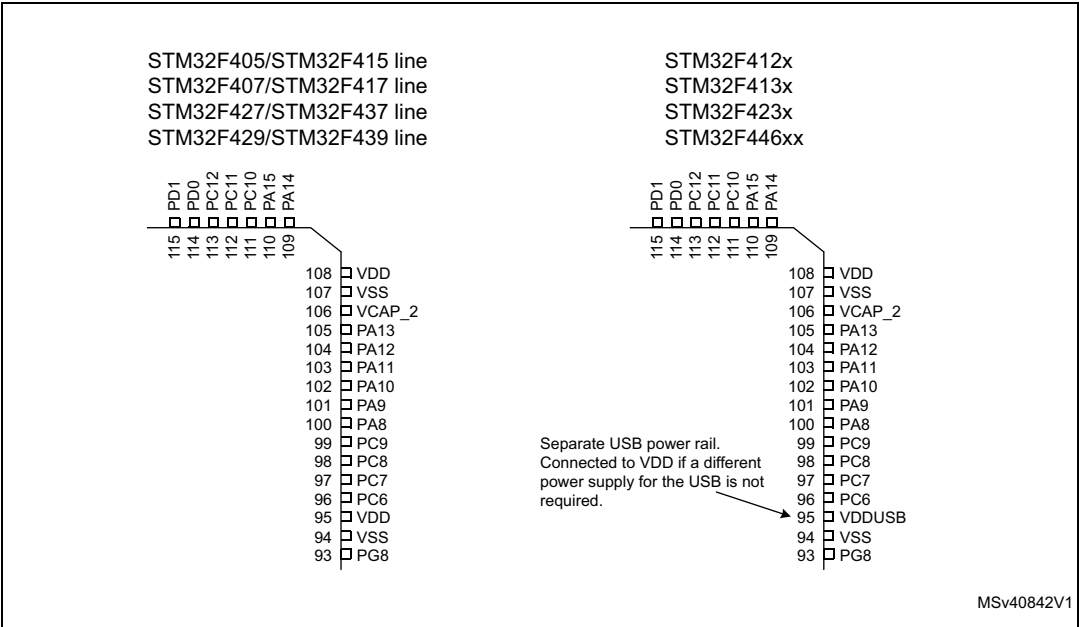 STM32F405/STM32F415 line
STM32F407/STM32F417 line
STM32F427/STM32F437 line
STM32F429/STM32F439 line
PD1
PD0
PC12
PC11
PC10
PA15
PA14
115
114
113
112
111
110
109
108 VDD
107 VSS
106 VCAP_2
105 PA13
104 PA12
103 PA11
102 PA10
101 PA9
100 PA8
99 PC9
98 PC8
97 PC7
96 PC6
95 VDD
94 VSS
93 PG8
STM32F412x
STM32F413x
STM32F423x
STM32F446xx
PD1
PD0
PC12
PC11
PC10
PA15
PA14
115
114
113
112
111
110
109
108 VDD
107 VSS
106 VCAP_2
105 PA13
104 PA12
103 PA11
102 PA10
101 PA9
100 PA8
99 PC9
98 PC8
97 PC7
96 PC6
95 VDDUSB
94 VSS
93 PG8
Separate USB power rail.
Connected to VDD if a different
power supply for the USB is not
required.
MSv40842V1